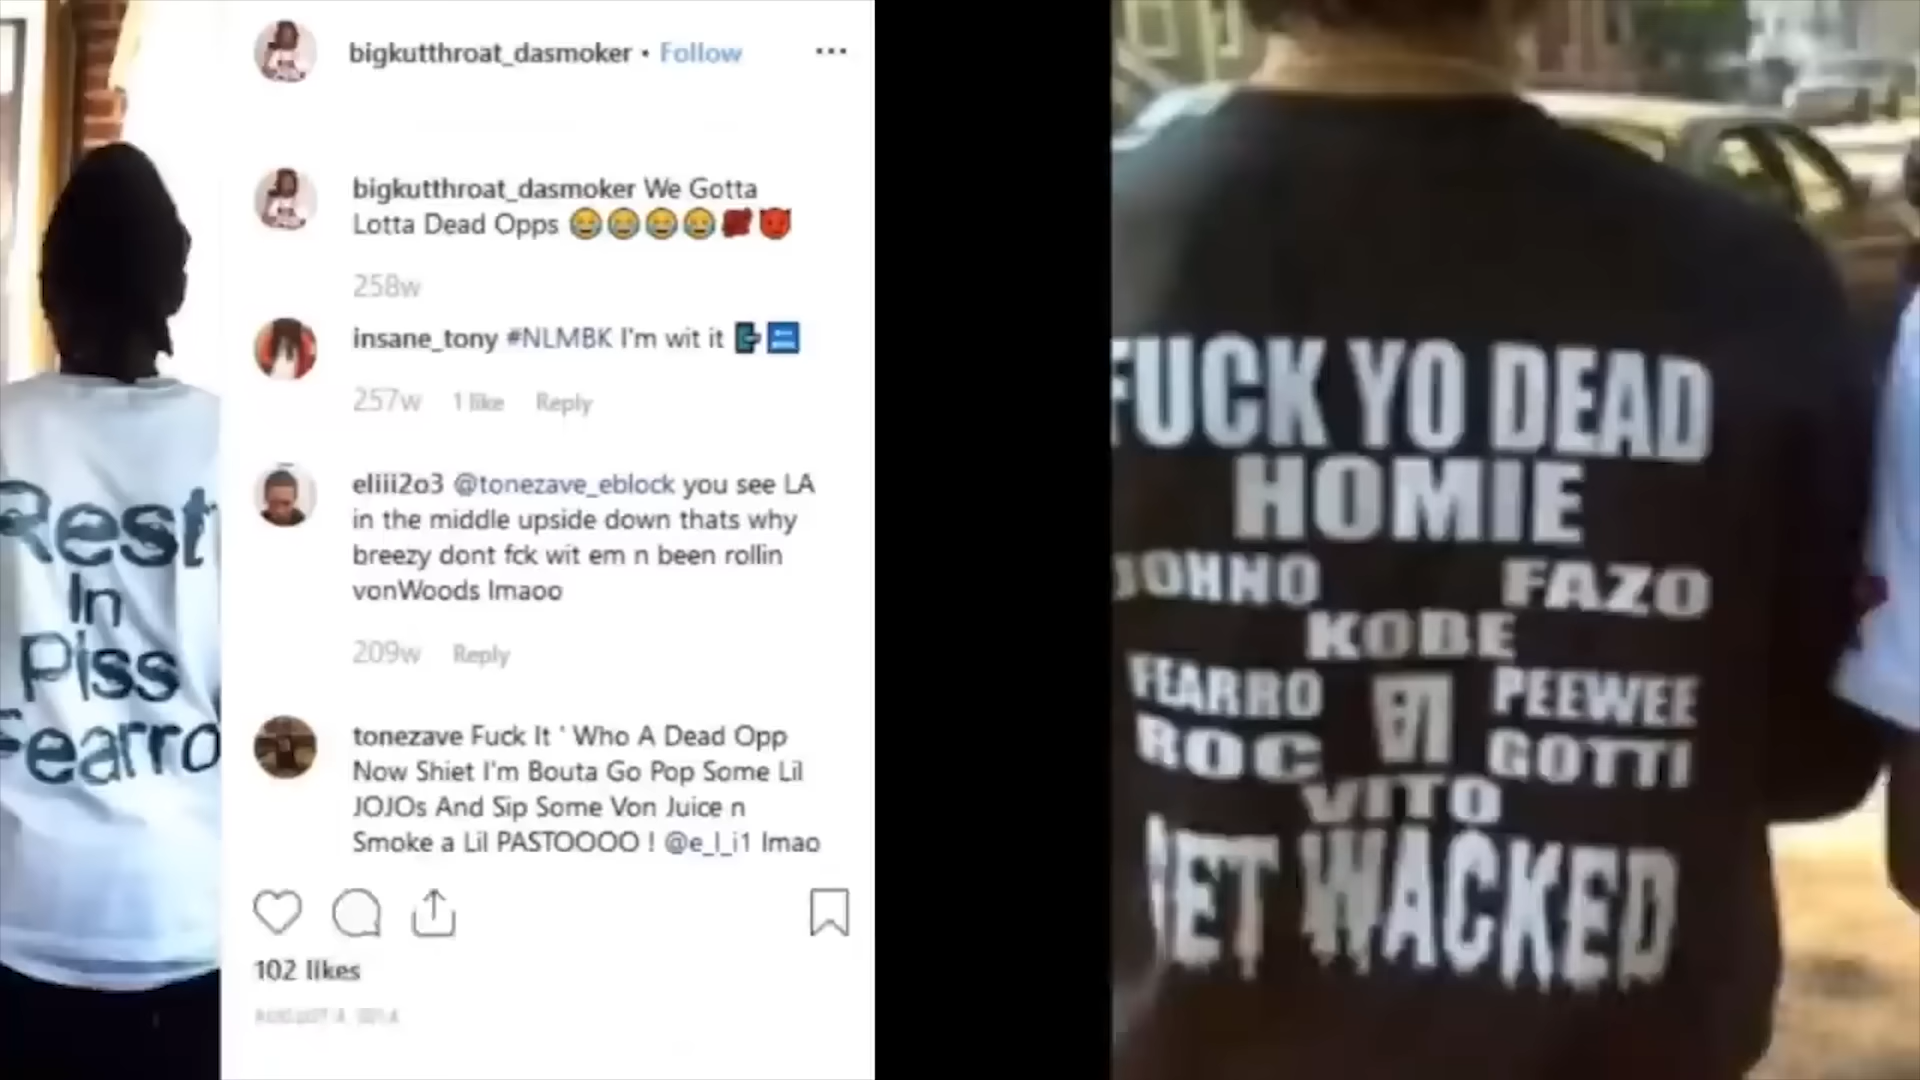 bigkutthroat_dasmoker • Follow
bigkutthroat_dasmoker We Gotta
Lotta Dead Opps 😂😂😂😂💯😈
258w
insane_tony #NLMBK I'm wit it
257w 1 like Reply
eliii2o3 @tonezave_eblock you see LA
in the middle upside down thats why
breezy dont fck wit em n been rollin
vonWoods lmaoo
209w Reply
tonezave Fuck It ' Who A Dead Opp
Now Shiet I'm Bouta Go Pop Some Lil
JOJOs And Sip Some Von Juice n
Smoke a Lil PASTOOOO ! @e_l_i1 lmao
102 likes
AUGUST 4, 2014
Rest
In
Piss
Fearro
FUCK YO DEAD
HOMIE
JOHNO FAZO
KOBE
FEARRO PEEWEE
ROC GOTTI
VITO
GET WACKED